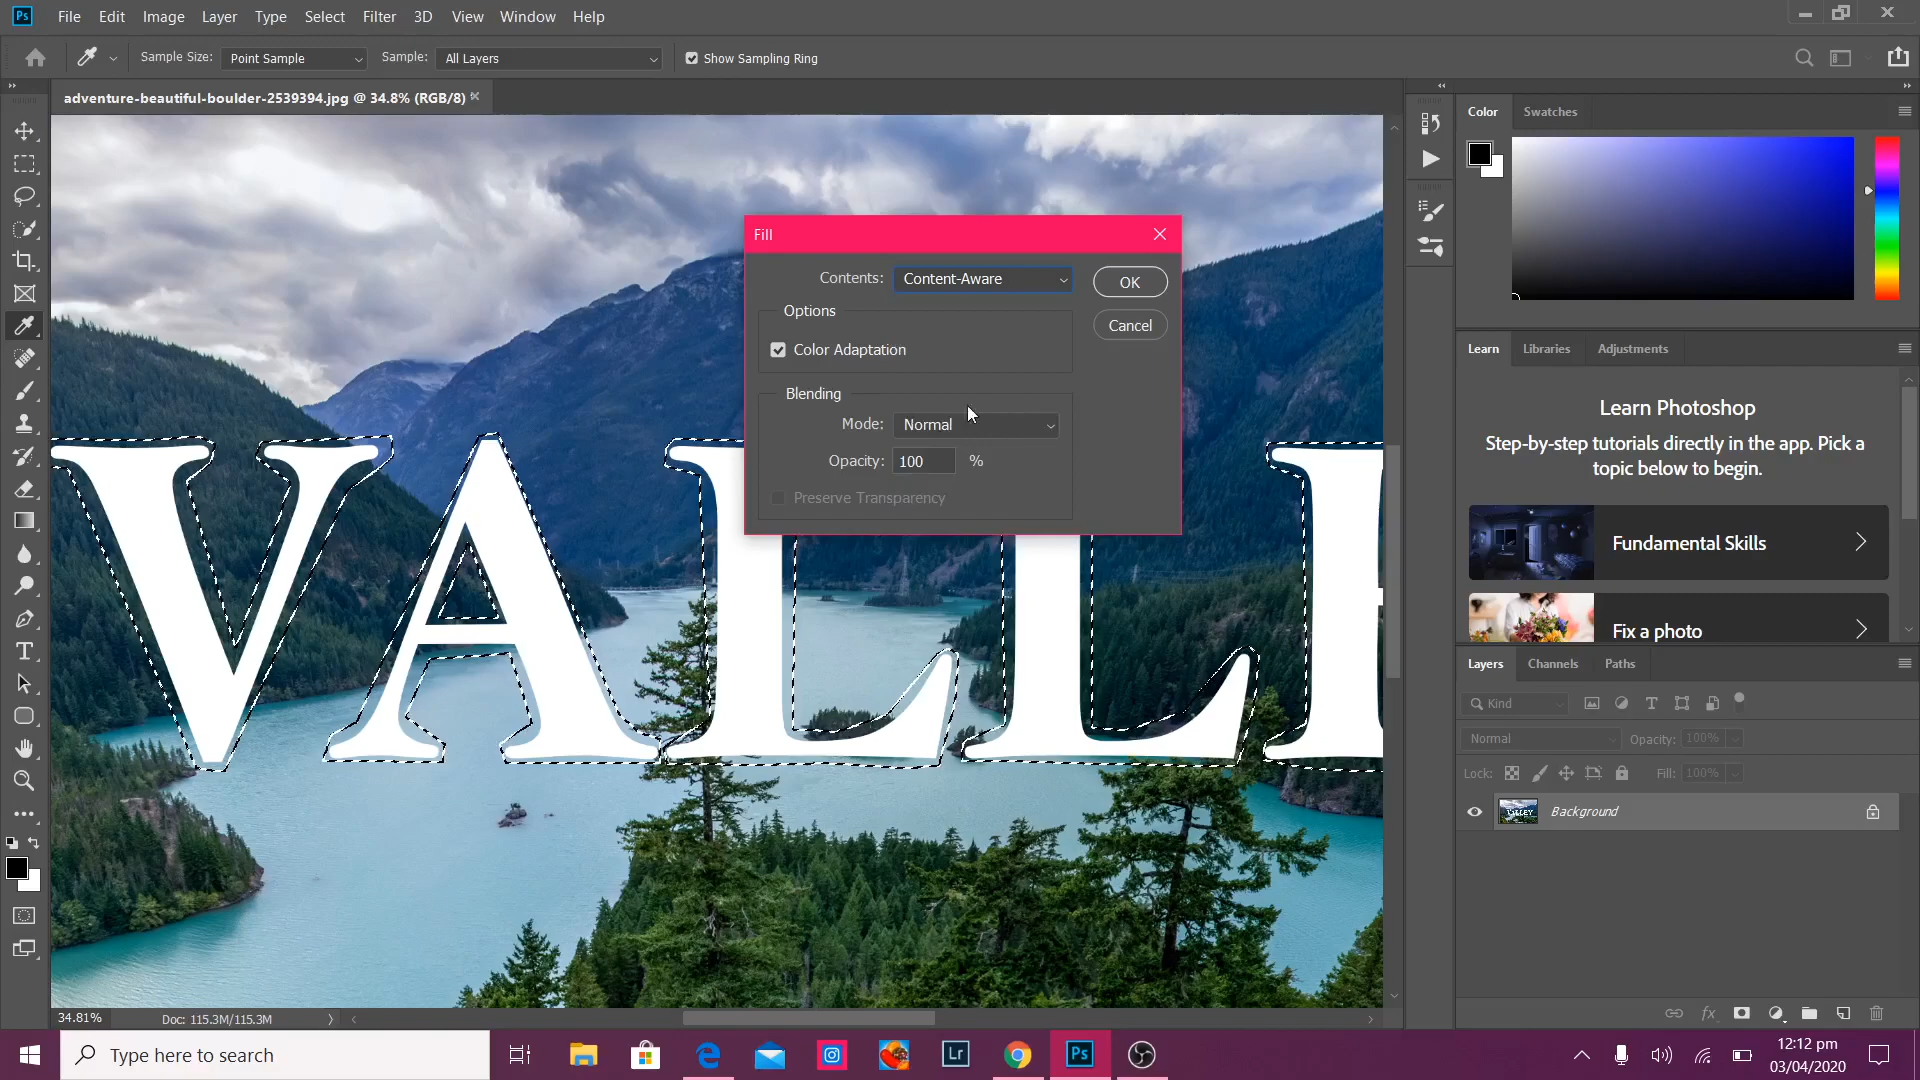 Ps File Edit Image Layer Type Select Filter 3D View Window Help
Sample Size: Point Sample Sample: All Layers Show Sampling Ring
adventure-beautiful-boulder-2539394.jpg @ 34.8% (RGB/8)
Color Swatches
Fill
Contents: Content-Aware
OK
Options
Cancel
Color Adaptation
Blending
Mode: Normal
Opacity: 100 %
Preserve Transparency
VALLE
Learn Libraries Adjustments
Learn Photoshop
Step-by-step tutorials directly in the app. Pick a
topic below to begin.
Fundamental Skills
Fix a photo
Layers Channels Paths
Kind
Normal Opacity: 100%
Lock: Fill: 100%
VALLEY
Background
34.81% Doc: 115.3M/115.3M
Type here to search
Lr
Ps
12:12 pm
03/04/2020